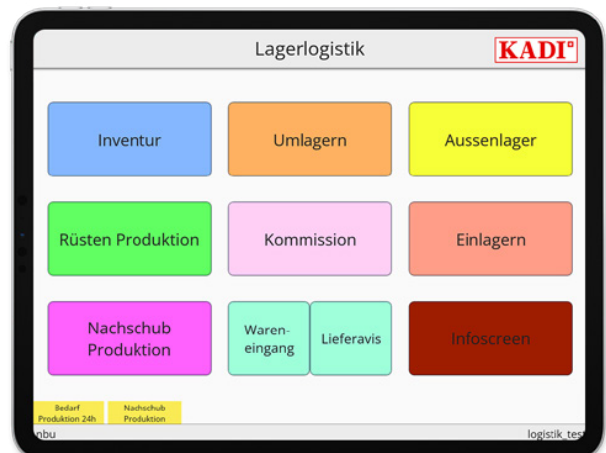 Lagerlogistik
KADI
Inventur
Umlagern
Aussenlager
Rüsten Produktion
Kommission
Einlagern
Nachschub
Produktion
Waren-
eingang
Lieferavis
Infoscreen
Bedarf
Produktion 24h
Nachschub
Produktion
nbu
logistik_test